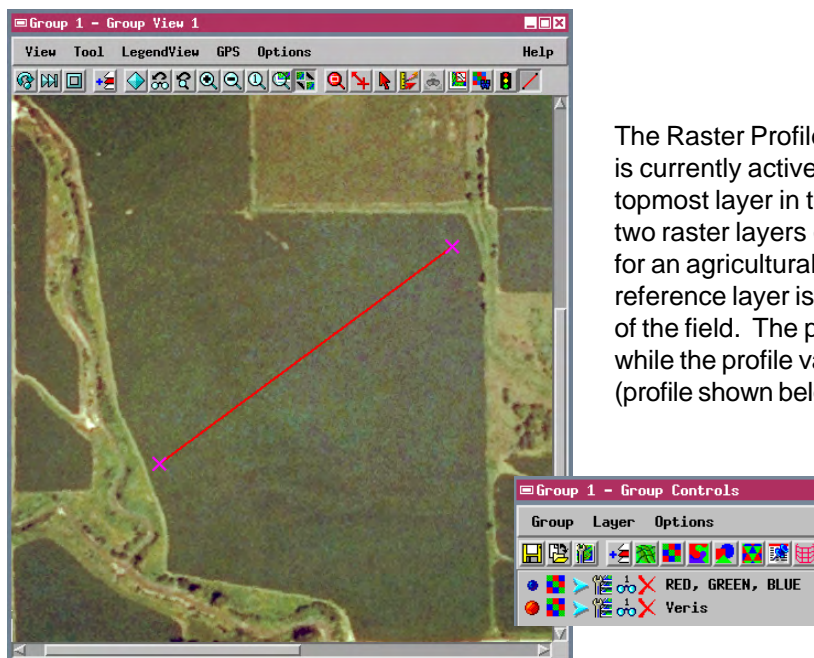 Group 1 - Group View 1
View Tool LegendView GPS Options Help
The Raster Profile
is currently active
topmost layer in t
two raster layers
for an agricultural
reference layer is
of the field. The p
while the profile va
(profile shown bel
Group 1 - Group Controls
Group Layer Options
RED, GREEN, BLUE
Veris